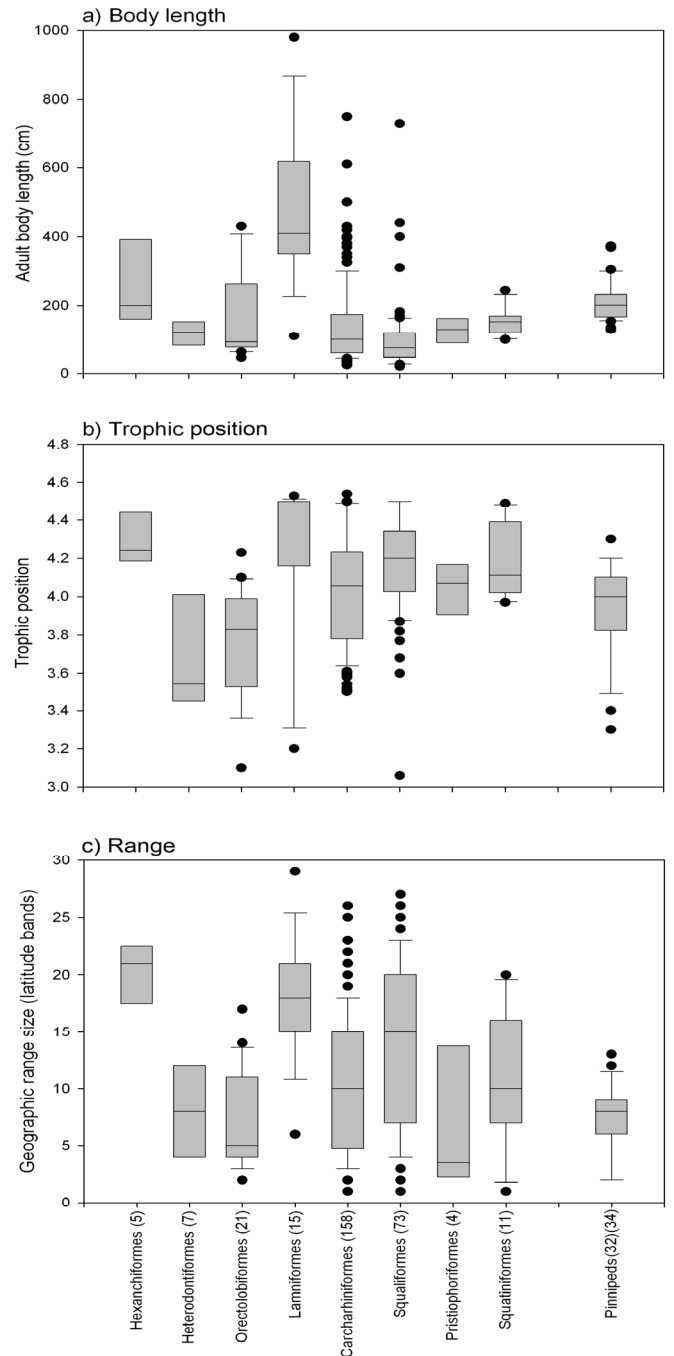 a) Body length
1000
800
600
400
200
0
Adult body length (cm)
b) Trophic position
4.8
4.6
4.4
4.2
4.0
3.8
3.6
3.4
3.2
3.0
Trophic position
c) Range
30
25
20
15
10
5
0
Geographic range size (latitude bands)
Hexanchiformes (5)
Heterodontiformes (7)
Orectolobiformes (21)
Lamniformes (15)
Carcharhiniformes (158)
Squaliformes (73)
Pristiophoriformes (4)
Squatiniformes (11)
Pinnipeds (32)(34)